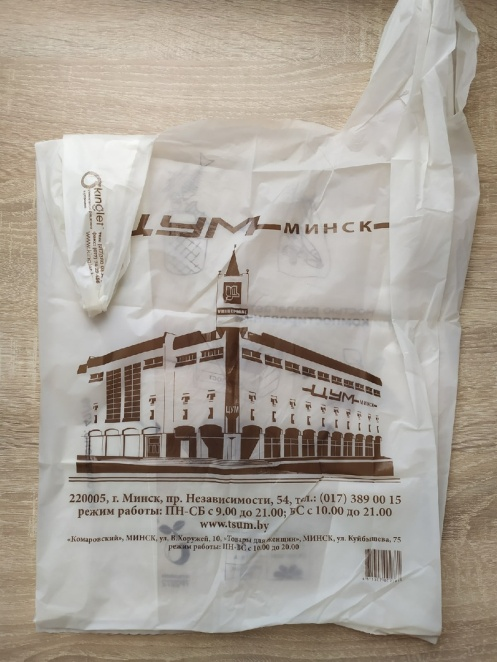 kinglet
ЦУМ МИНСК
УНИВЕРМАГ
ЦУМ МИНСК
ЦУМ
220005, г. Минск, пр. Независимости, 54, тел.: (017) 389 00 15
режим работы: ПН-СБ с 9.00 до 21.00; ВС с 10.00 до 21.00
www.tsum.by
«Комаровский», МИНСК, ул. В.Хоружей, 10, «Товары для женщин», МИНСК, ул. Куйбышева, 75
режим работы: ПН-ВС с 10.00 до 20.00